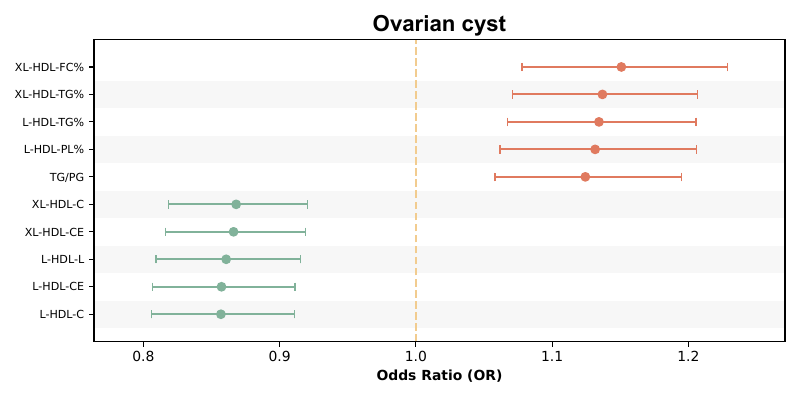 Ovarian cyst
XL-HDL-FC%
XL-HDL-TG%
L-HDL-TG%
L-HDL-PL%
TG/PG
XL-HDL-C
XL-HDL-CE
L-HDL-L
L-HDL-CE
L-HDL-C
0.8 0.9 1.0 1.1 1.2
Odds Ratio (OR)